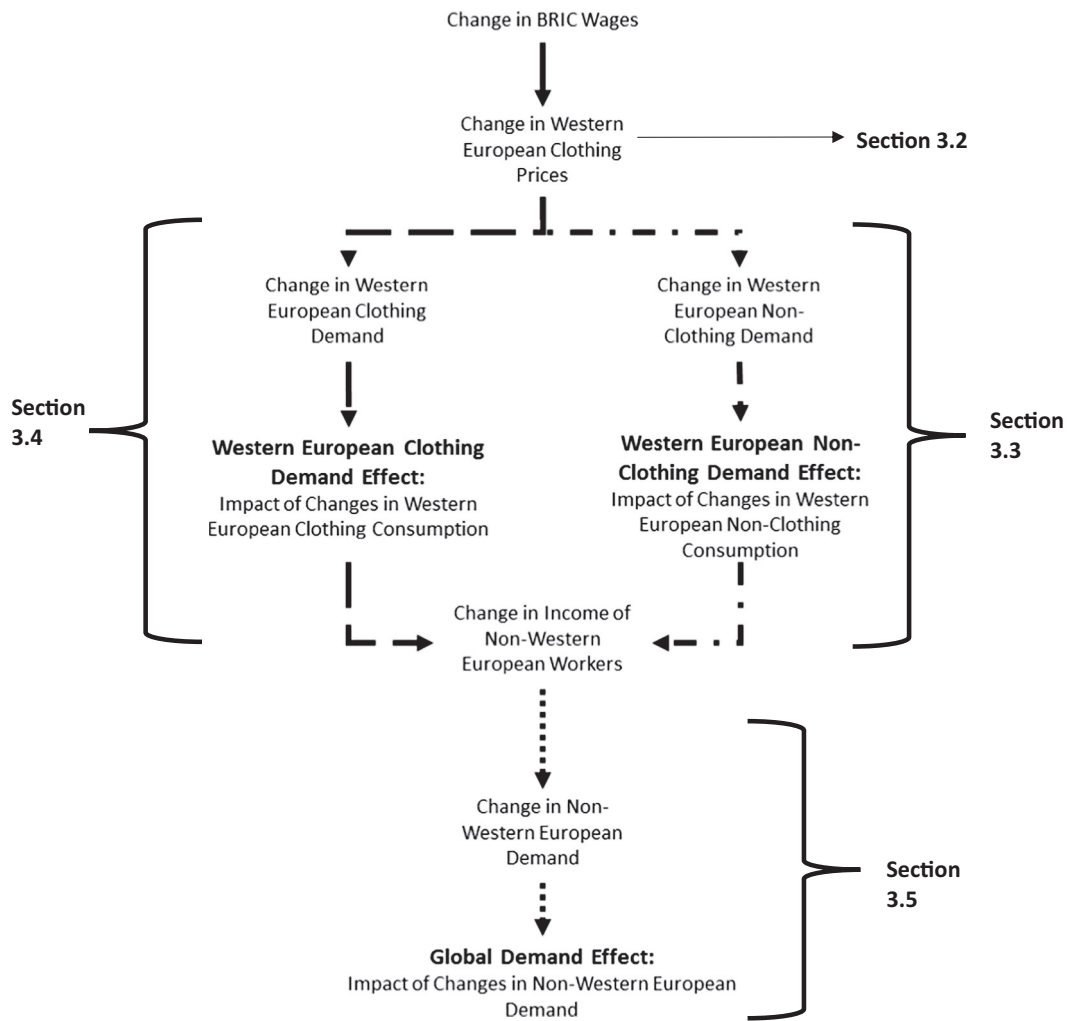 Change in BRIC Wages
Change in Western
European Clothing
Prices
Section 3.2
Change in Western
European Clothing
Demand
Change in Western
European Non-
Clothing Demand
Section
3.4
Western European Clothing
Demand Effect:
Impact of Changes in Western
European Clothing Consumption
Western European Non-
Clothing Demand Effect:
Impact of Changes in Western
European Non-Clothing
Consumption
Section
3.3
Change in Income of
Non-Western
European Workers
Change in Non-
Western European
Demand
Section
3.5
Global Demand Effect:
Impact of Changes in Non-Western European
Demand